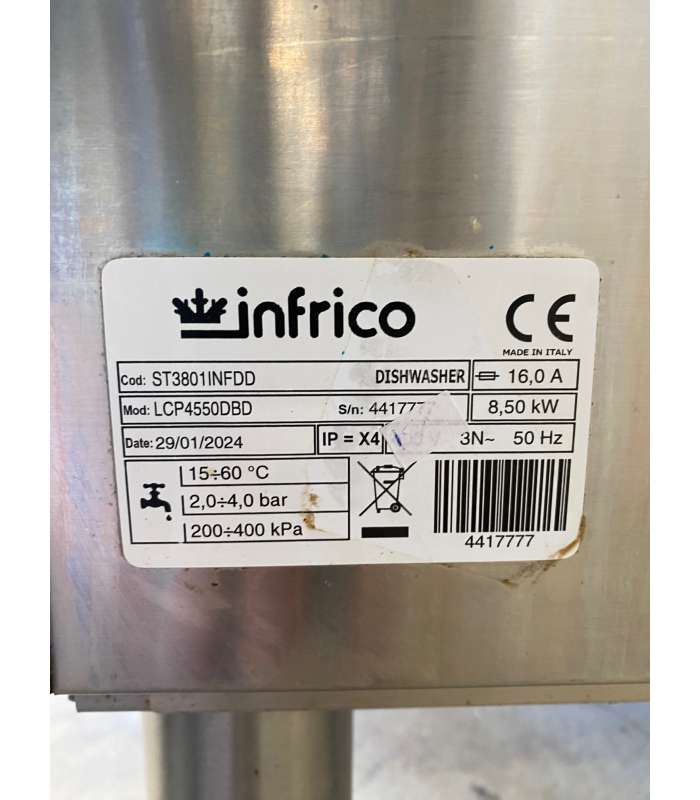 infrico
CE
MADE IN ITALY
Cod: ST3801INFDD DISHWASHER 16,0 A
Mod: LCP4550DBD S/n: 4417777 8,50 kW
Date: 29/01/2024 IP = X4 V 3N~ 50 Hz
15÷60 °C
2,0÷4,0 bar
200÷400 kPa
4417777